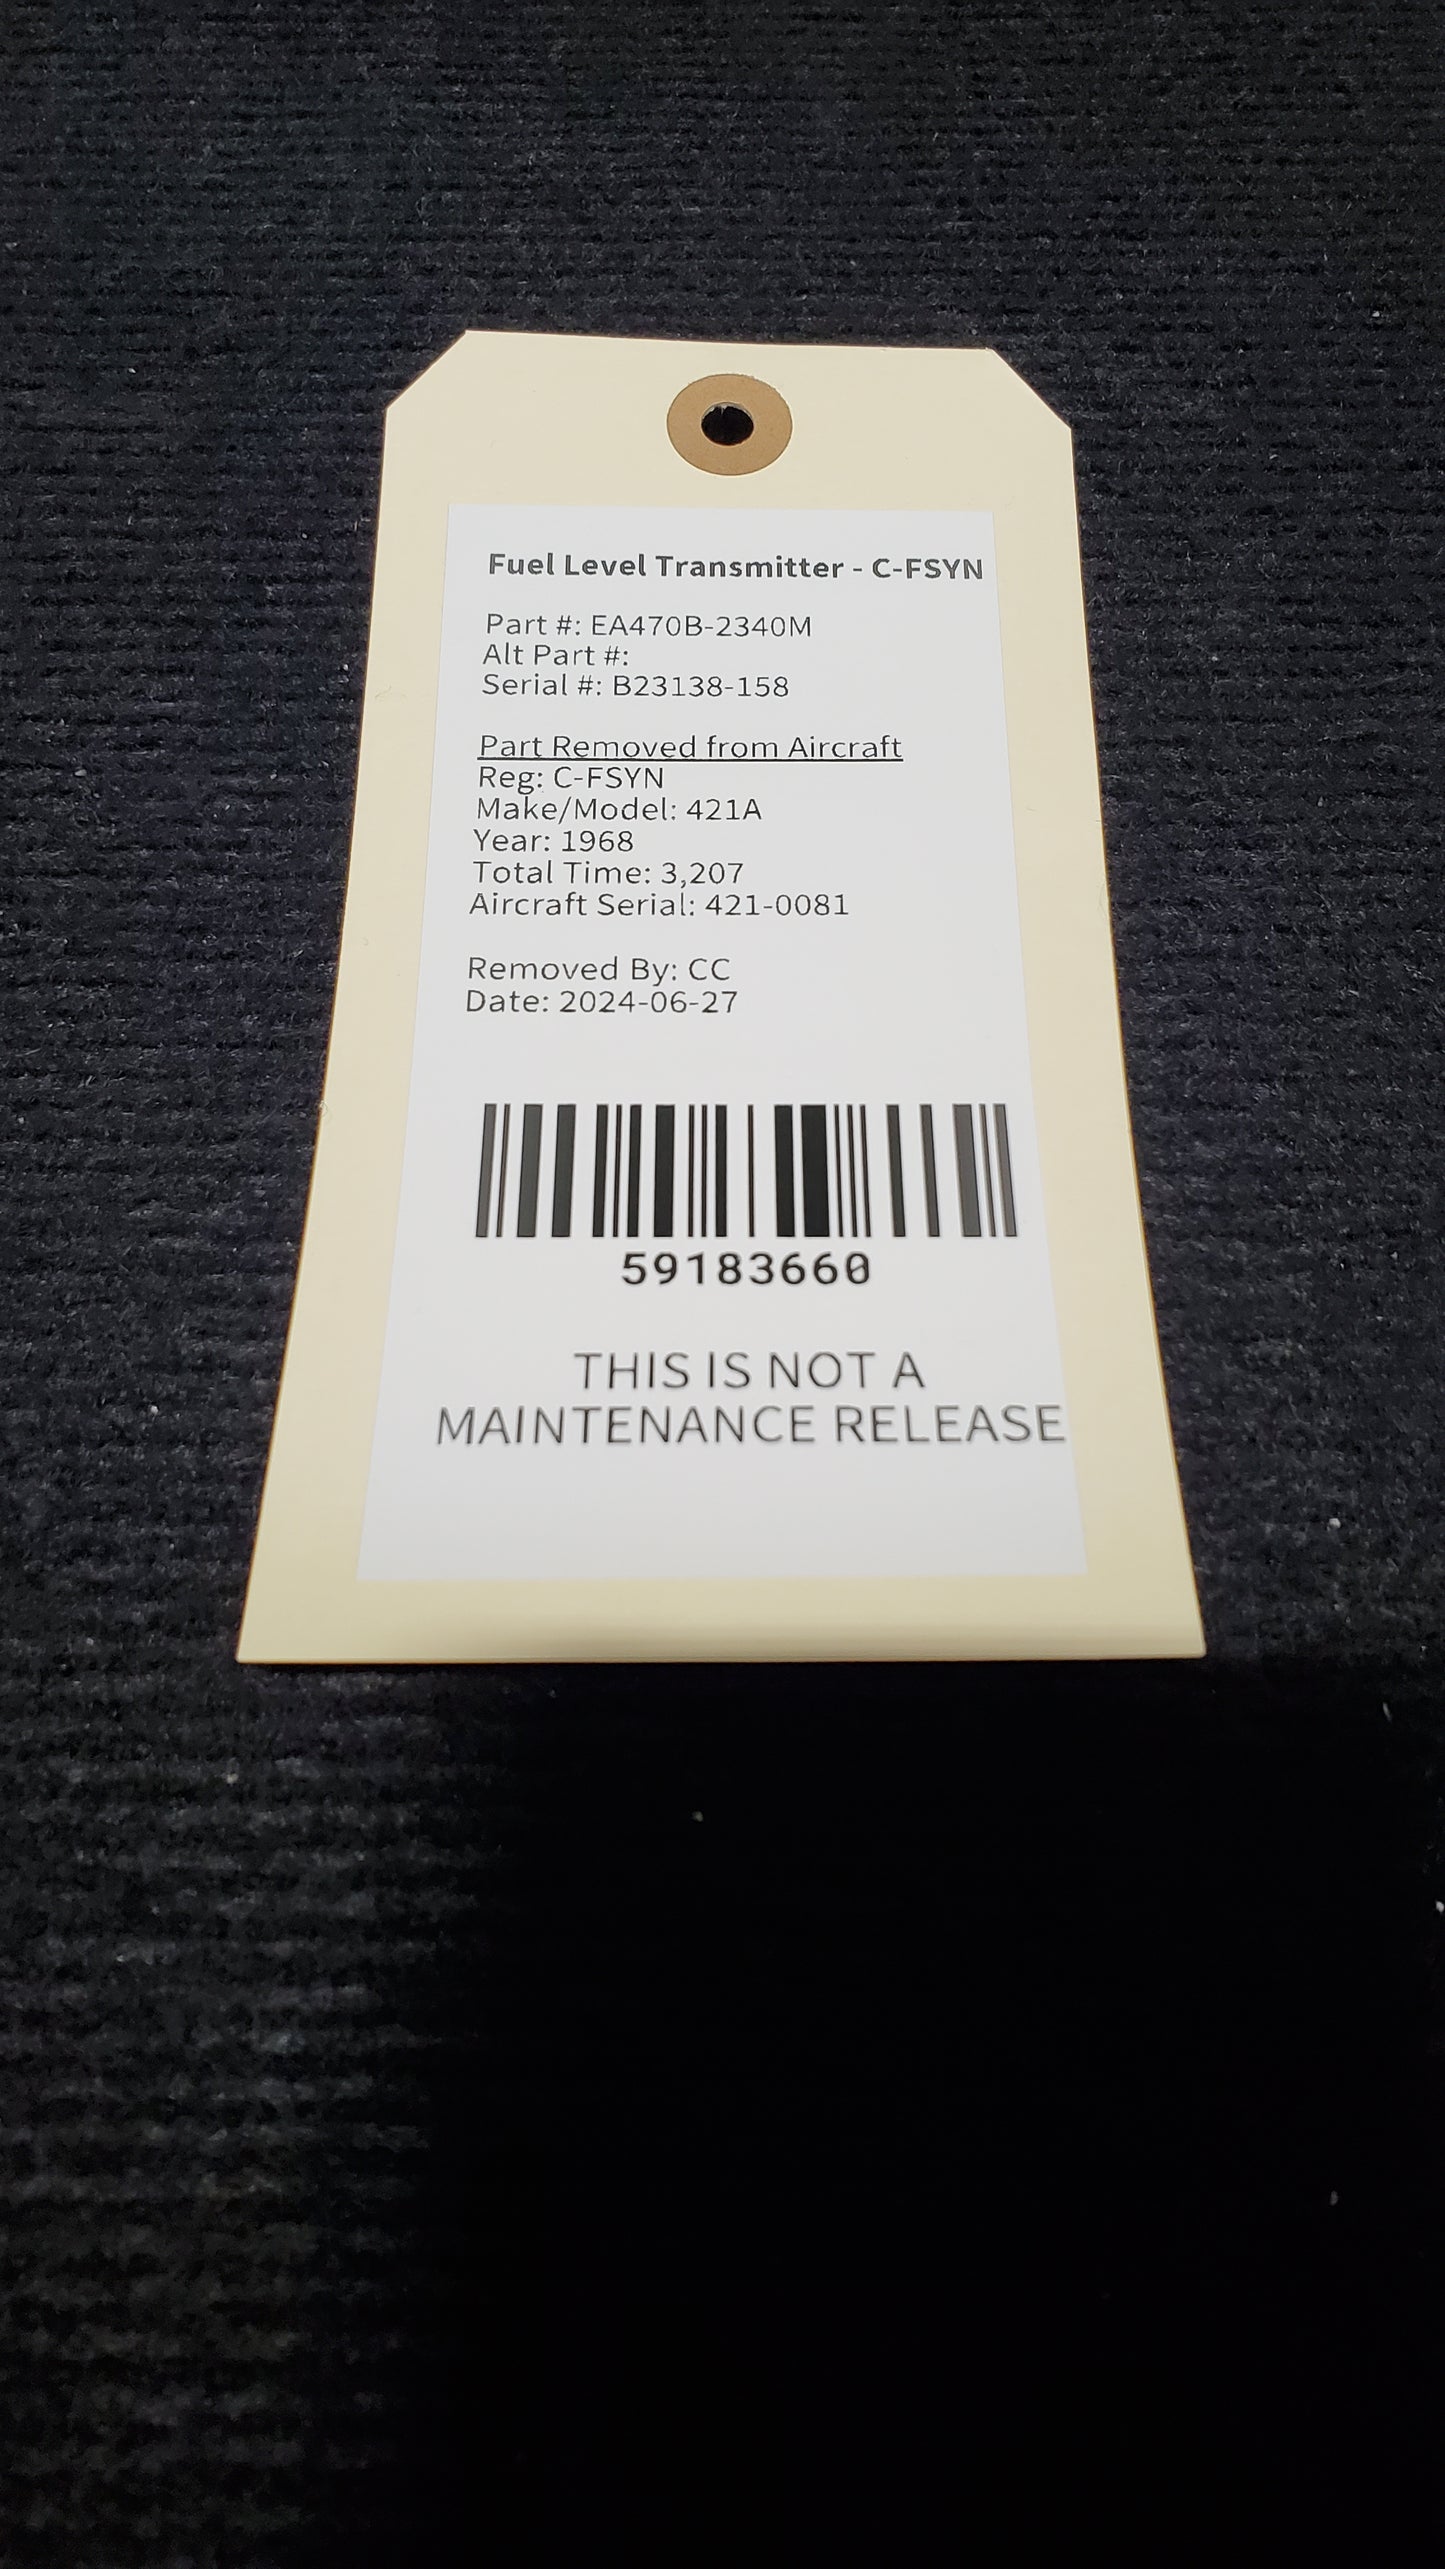 Fuel Level Transmitter - C-FSYN
Part #: EA470B-2340M
Alt Part #:
Serial #: B23138-158
Part Removed from Aircraft
Reg: C-FSYN
Make/Model: 421A
Year: 1968
Total Time: 3,207
Aircraft Serial: 421-0081
Removed By: CC
Date: 2024-06-27
59183660
THIS IS NOT A
MAINTENANCE RELEASE